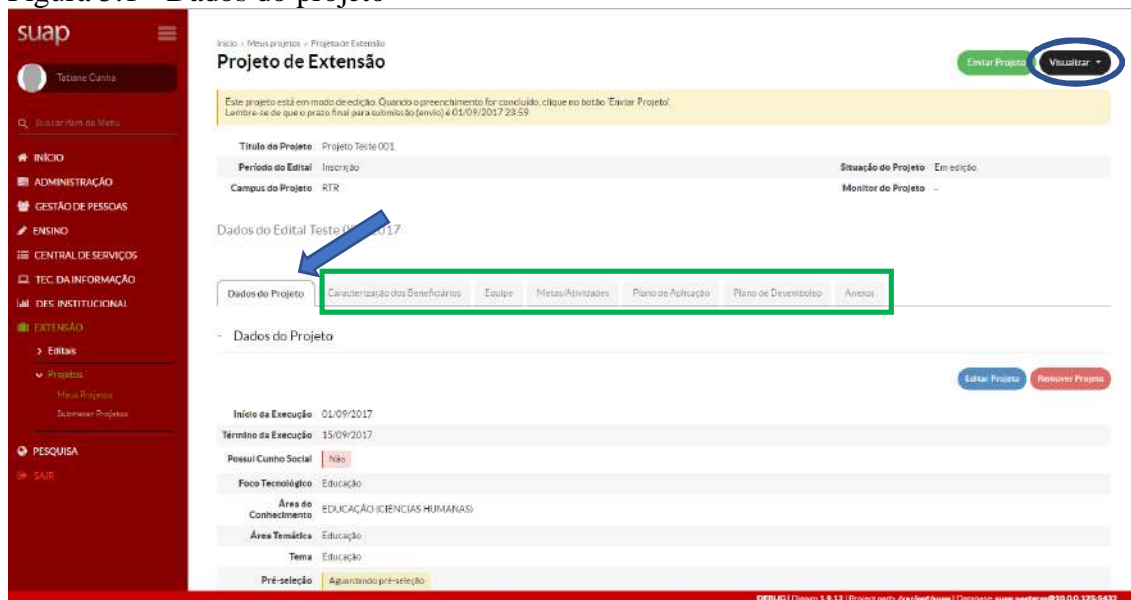 suap
Tatiane Cunha
Buscar Item de Menu
INÍCIO
ADMINISTRAÇÃO
GESTÃO DE PESSOAS
ENSINO
CENTRAL DE SERVIÇOS
TEC. DA INFORMAÇÃO
DES. INSTITUCIONAL
EXTENSÃO
Editais
Projetos
Meus Projetos
Submeter Projetos
PESQUISA
SAIR
Início › Meus projetos › Projeto de Extensão
Projeto de Extensão
Enviar Projeto Visualizar
Este projeto está em modo de edição. Quando o preenchimento for concluído, clique no botão 'Enviar Projeto'.
Lembre-se de que o prazo final para submissão (envio) é 01/09/2017 23:59
Título do Projeto Projeto Teste 001
Período do Edital Inscrição Situação do Projeto Em edição
Campus do Projeto RTR Monitor do Projeto -
Dados do Edital Teste 2017
Dados do Projeto Caracterização dos Beneficiários Equipe Metas/Atividades Plano de Aplicação Plano de Desembolso Anexos
- Dados do Projeto
Editar Projeto Remover Projeto
Início da Execução 01/09/2017
Término da Execução 15/09/2017
Possui Cunho Social Não
Foco Tecnológico Educação
Área do
Conhecimento EDUCAÇÃO (CIENCIAS HUMANAS)
Área Temática Educação
Tema Educação
Pré-seleção Aguardando pré-seleção